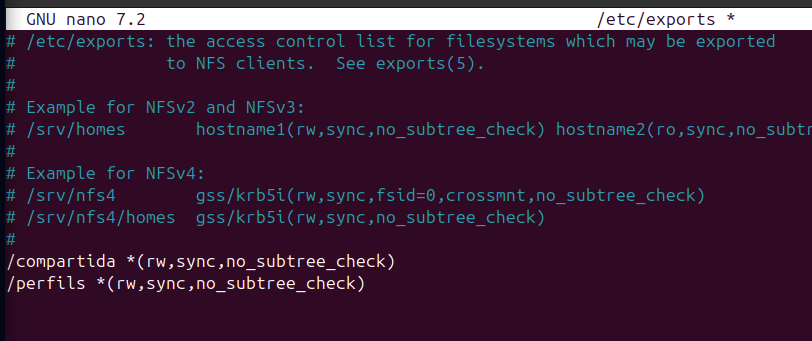 GNU nano 7.2 /etc/exports *
# /etc/exports: the access control list for filesystems which may be exported
# to NFS clients.  See exports(5).
#
# Example for NFSv2 and NFSv3:
# /srv/homes hostname1(rw,sync,no_subtree_check) hostname2(ro,sync,no_subtr
#
# Example for NFSv4:
# /srv/nfs4 gss/krb5i(rw,sync,fsid=0,crossmnt,no_subtree_check)
# /srv/nfs4/homes gss/krb5i(rw,sync,no_subtree_check)
#
/compartida *(rw,sync,no_subtree_check)
/perfils *(rw,sync,no_subtree_check)